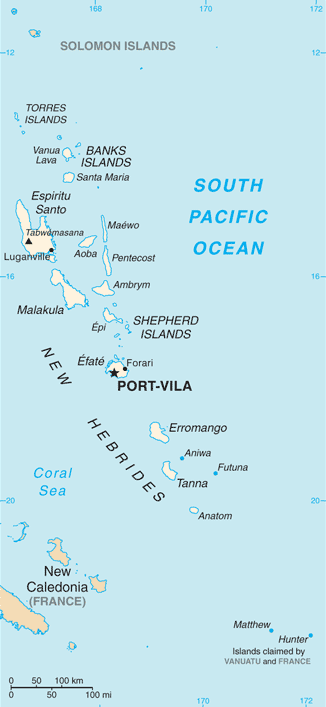 168
170
172
12
SOLOMON ISLANDS
12
TORRES
ISLANDS
Vanua
Lava
BANKS
ISLANDS
Santa Maria
Espiritu
Santo
SOUTH
PACIFIC
OCEAN
Tabwemasana
Maéwo
Luganville
Aoba
Pentecost
16
16
Ambrym
Malakula
Épi
SHEPHERD
ISLANDS
NEW
Éfaté
Forari
PORT-VILA
HEBRIDES
Erromango
Aniwa
Futuna
Coral
Sea
Tanna
20
20
Anatom
New
Caledonia
(FRANCE)
Matthew
Hunter
Islands claimed by
VANUATU and FRANCE
0 50 100 km
0 50 100 mi
170
172